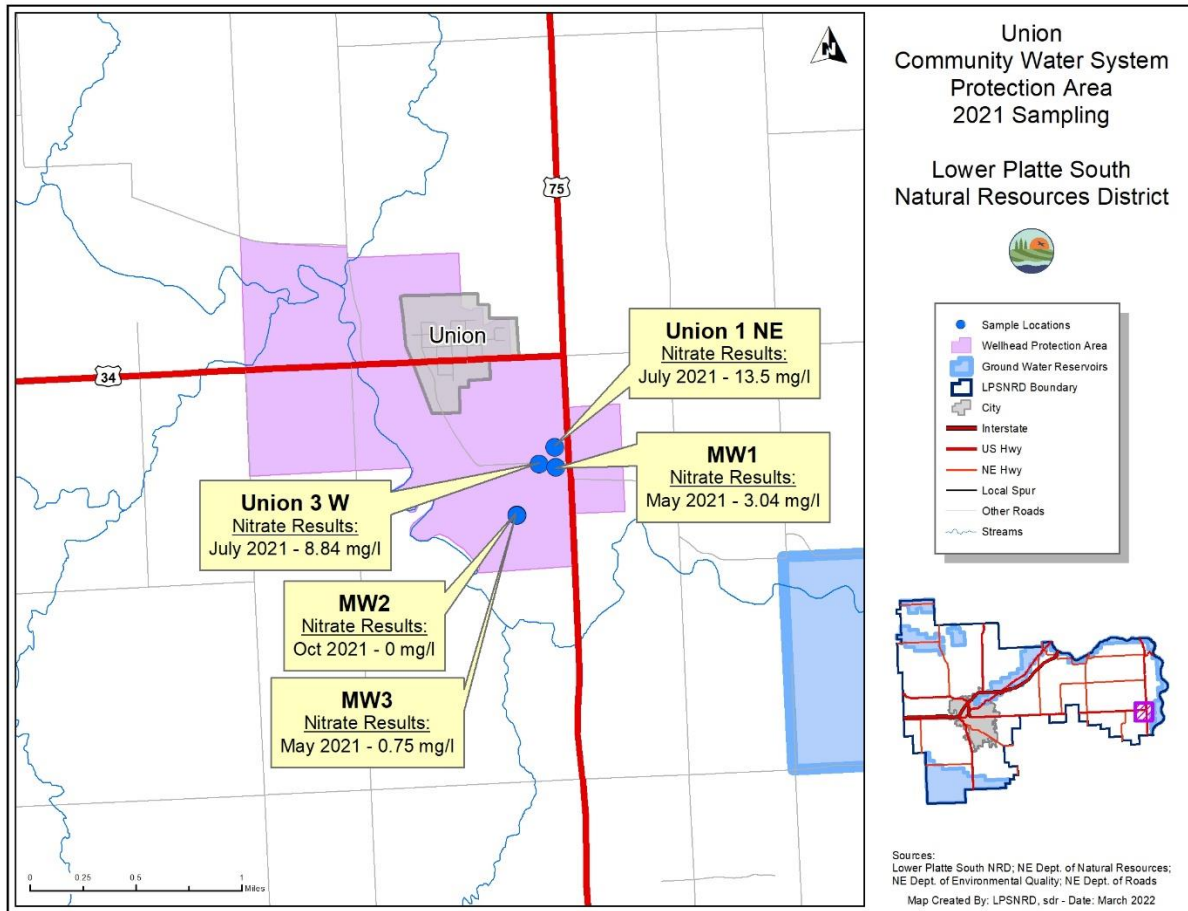 Union
Community Water System
Protection Area
2021 Sampling
Lower Platte South
Natural Resources District
N
75
34
Union
Union 1 NE
Nitrate Results:
July 2021 - 13.5 mg/l
MW1
Nitrate Results:
May 2021 - 3.04 mg/l
Union 3 W
Nitrate Results:
July 2021 - 8.84 mg/l
MW2
Nitrate Results:
Oct 2021 - 0 mg/l
MW3
Nitrate Results:
May 2021 - 0.75 mg/l
0 0.25 0.5 1
Miles
Sample Locations
Wellhead Protection Area
Ground Water Reservoirs
LPSNRD Boundary
City
Interstate
US Hwy
NE Hwy
Local Spur
Other Roads
Streams
Sources:
Lower Platte South NRD; NE Dept. of Natural Resources;
NE Dept. of Environmental Quality; NE Dept. of Roads
Map Created By: LPSNRD, sdr - Date: March 2022